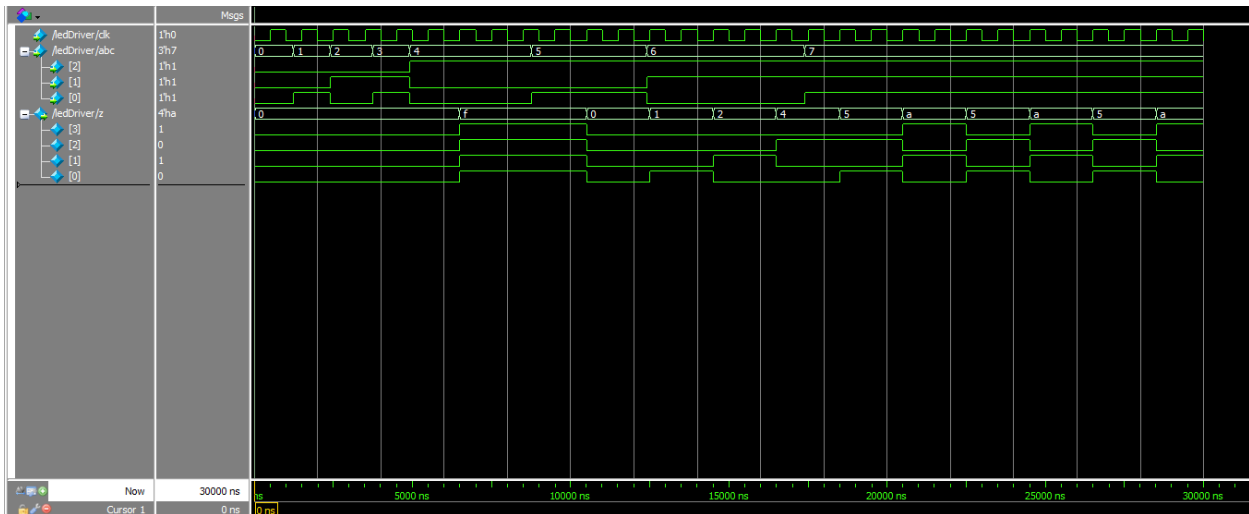 Msgs
/ledDriver/clk 1'h0
/ledDriver/abc 3'h7 0 1 2 3 4 5 6 7
[2] 1'h1
[1] 1'h1
[0] 1'h1
/ledDriver/z 4'ha 0 f 0 1 2 4 5 a 5 a 5 a
[3] 1
[2] 0
[1] 1
[0] 0
Now 30000 ns ns 5000 ns 10000 ns 15000 ns 20000 ns 25000 ns 30000 ns
Cursor 1 0 ns 0 ns